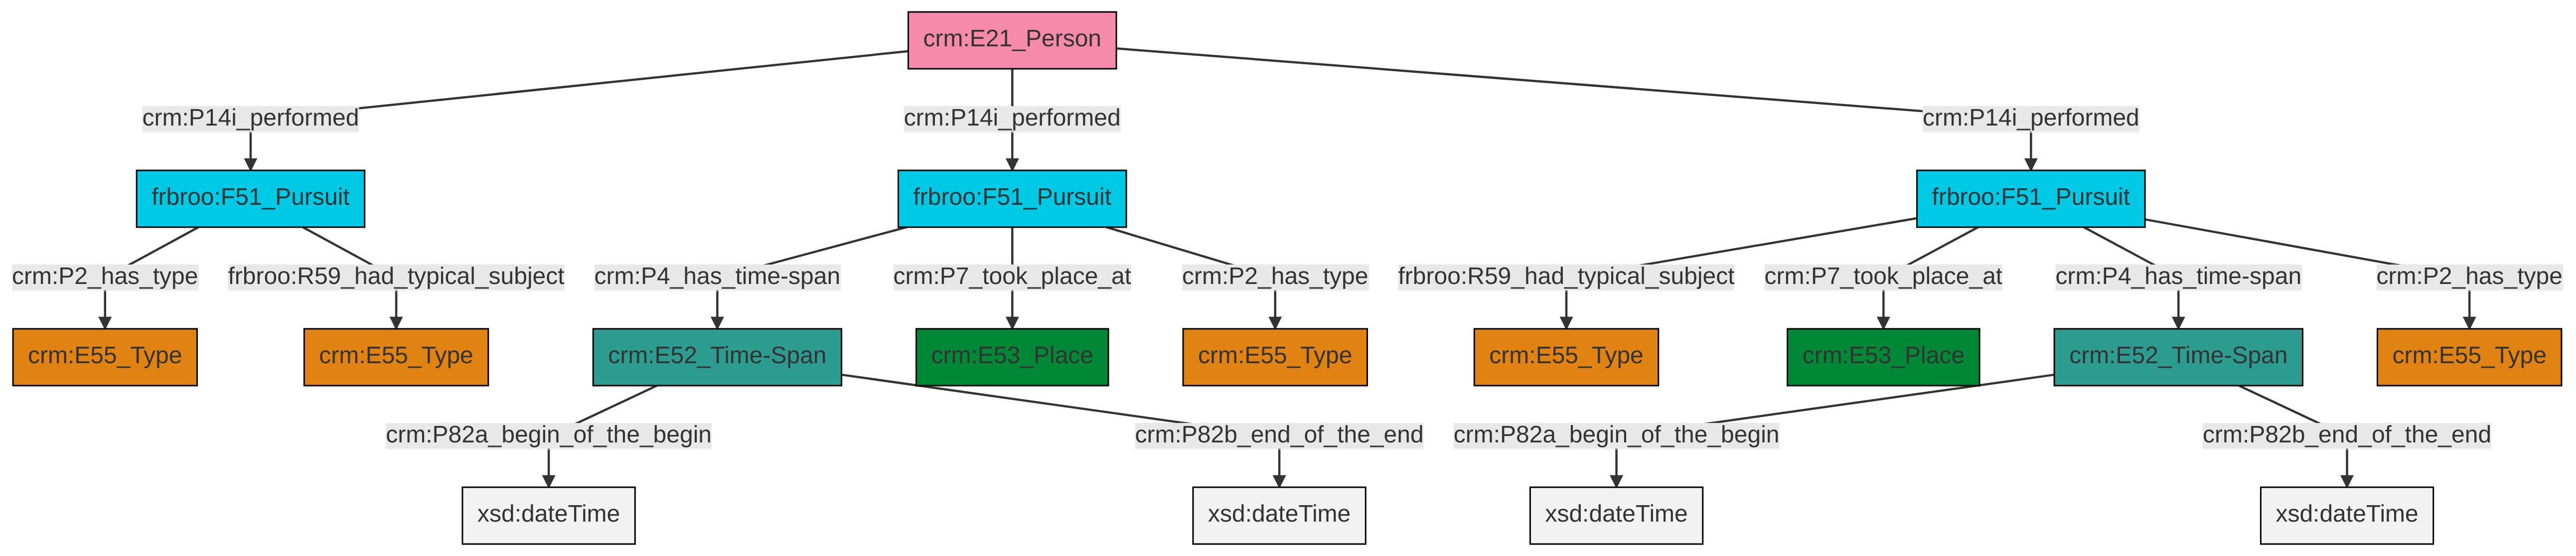 crm:E21_Person
crm:P14i_performed
crm:P14i_performed
crm:P14i_performed
frbroo:F51_Pursuit
frbroo:F51_Pursuit
frbroo:F51_Pursuit
crm:P2_has_type
frbroo:R59_had_typical_subject
crm:P4_has_time-span
crm:P7_took_place_at
crm:P2_has_type
frbroo:R59_had_typical_subject
crm:P7_took_place_at
crm:P4_has_time-span
crm:P2_has_type
crm:E55_Type
crm:E55_Type
crm:E52_Time-Span
crm:E53_Place
crm:E55_Type
crm:E55_Type
crm:E53_Place
crm:E52_Time-Span
crm:E55_Type
crm:P82a_begin_of_the_begin
crm:P82b_end_of_the_end
crm:P82a_begin_of_the_begin
crm:P82b_end_of_the_end
xsd:dateTime
xsd:dateTime
xsd:dateTime
xsd:dateTime